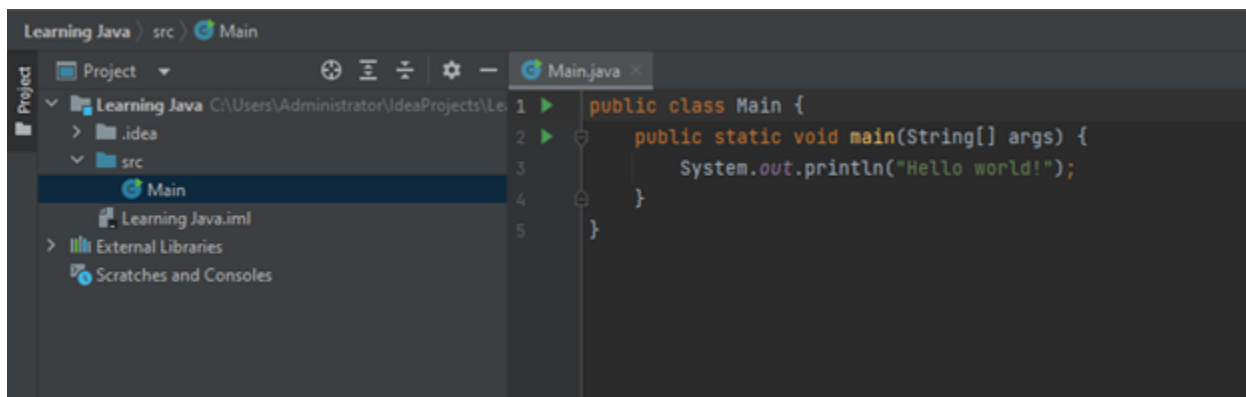 Learning Java > src > Main
Project
Project
Learning Java C:\Users\Administrator\IdeaProjects\Le
.idea
src
Main
Learning Java.iml
External Libraries
Scratches and Consoles
Main.java
1 public class Main {
2 public static void main(String[] args) {
3 System.out.println("Hello world!");
4 }
5 }